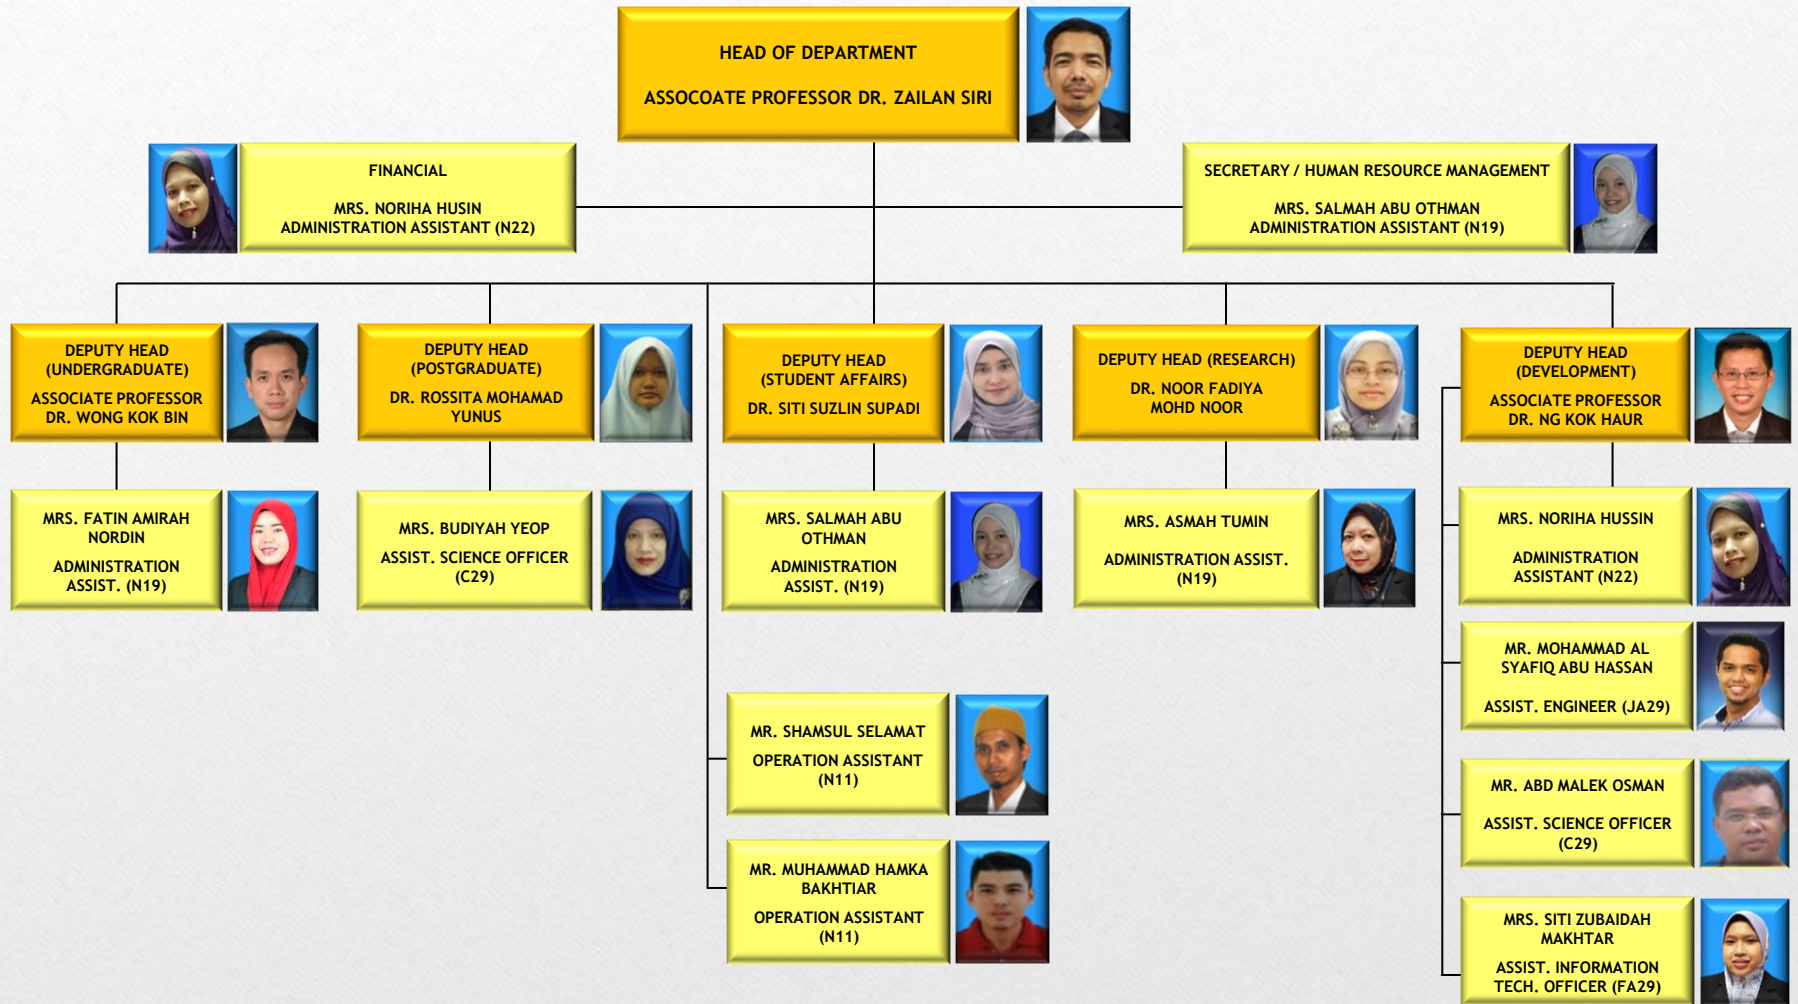 HEAD OF DEPARTMENT
ASSOCOATE PROFESSOR DR. ZAILAN SIRI
FINANCIAL
MRS. NORIHA HUSIN
ADMINISTRATION ASSISTANT (N22)
SECRETARY / HUMAN RESOURCE MANAGEMENT
MRS. SALMAH ABU OTHMAN
ADMINISTRATION ASSISTANT (N19)
DEPUTY HEAD
(UNDERGRADUATE)
ASSOCIATE PROFESSOR
DR. WONG KOK BIN
DEPUTY HEAD
(POSTGRADUATE)
DR. ROSSITA MOHAMAD
YUNUS
DEPUTY HEAD
(STUDENT AFFAIRS)
DR. SITI SUZLIN SUPADI
DEPUTY HEAD (RESEARCH)
DR. NOOR FADIYA
MOHD NOOR
DEPUTY HEAD
(DEVELOPMENT)
ASSOCIATE PROFESSOR
DR. NG KOK HAUR
MRS. FATIN AMIRAH
NORDIN
ADMINISTRATION
ASSIST. (N19)
MRS. BUDIYAH YEOP
ASSIST. SCIENCE OFFICER
(C29)
MRS. SALMAH ABU
OTHMAN
ADMINISTRATION
ASSIST. (N19)
MRS. ASMAH TUMIN
ADMINISTRATION ASSIST.
(N19)
MRS. NORIHA HUSSIN
ADMINISTRATION
ASSISTANT (N22)
MR. MOHAMMAD AL
SYAFIQ ABU HASSAN
ASSIST. ENGINEER (JA29)
MR. SHAMSUL SELAMAT
OPERATION ASSISTANT
(N11)
MR. ABD MALEK OSMAN
ASSIST. SCIENCE OFFICER
(C29)
MR. MUHAMMAD HAMKA
BAKHTIAR
OPERATION ASSISTANT
(N11)
MRS. SITI ZUBAIDAH
MAKHTAR
ASSIST. INFORMATION
TECH. OFFICER (FA29)